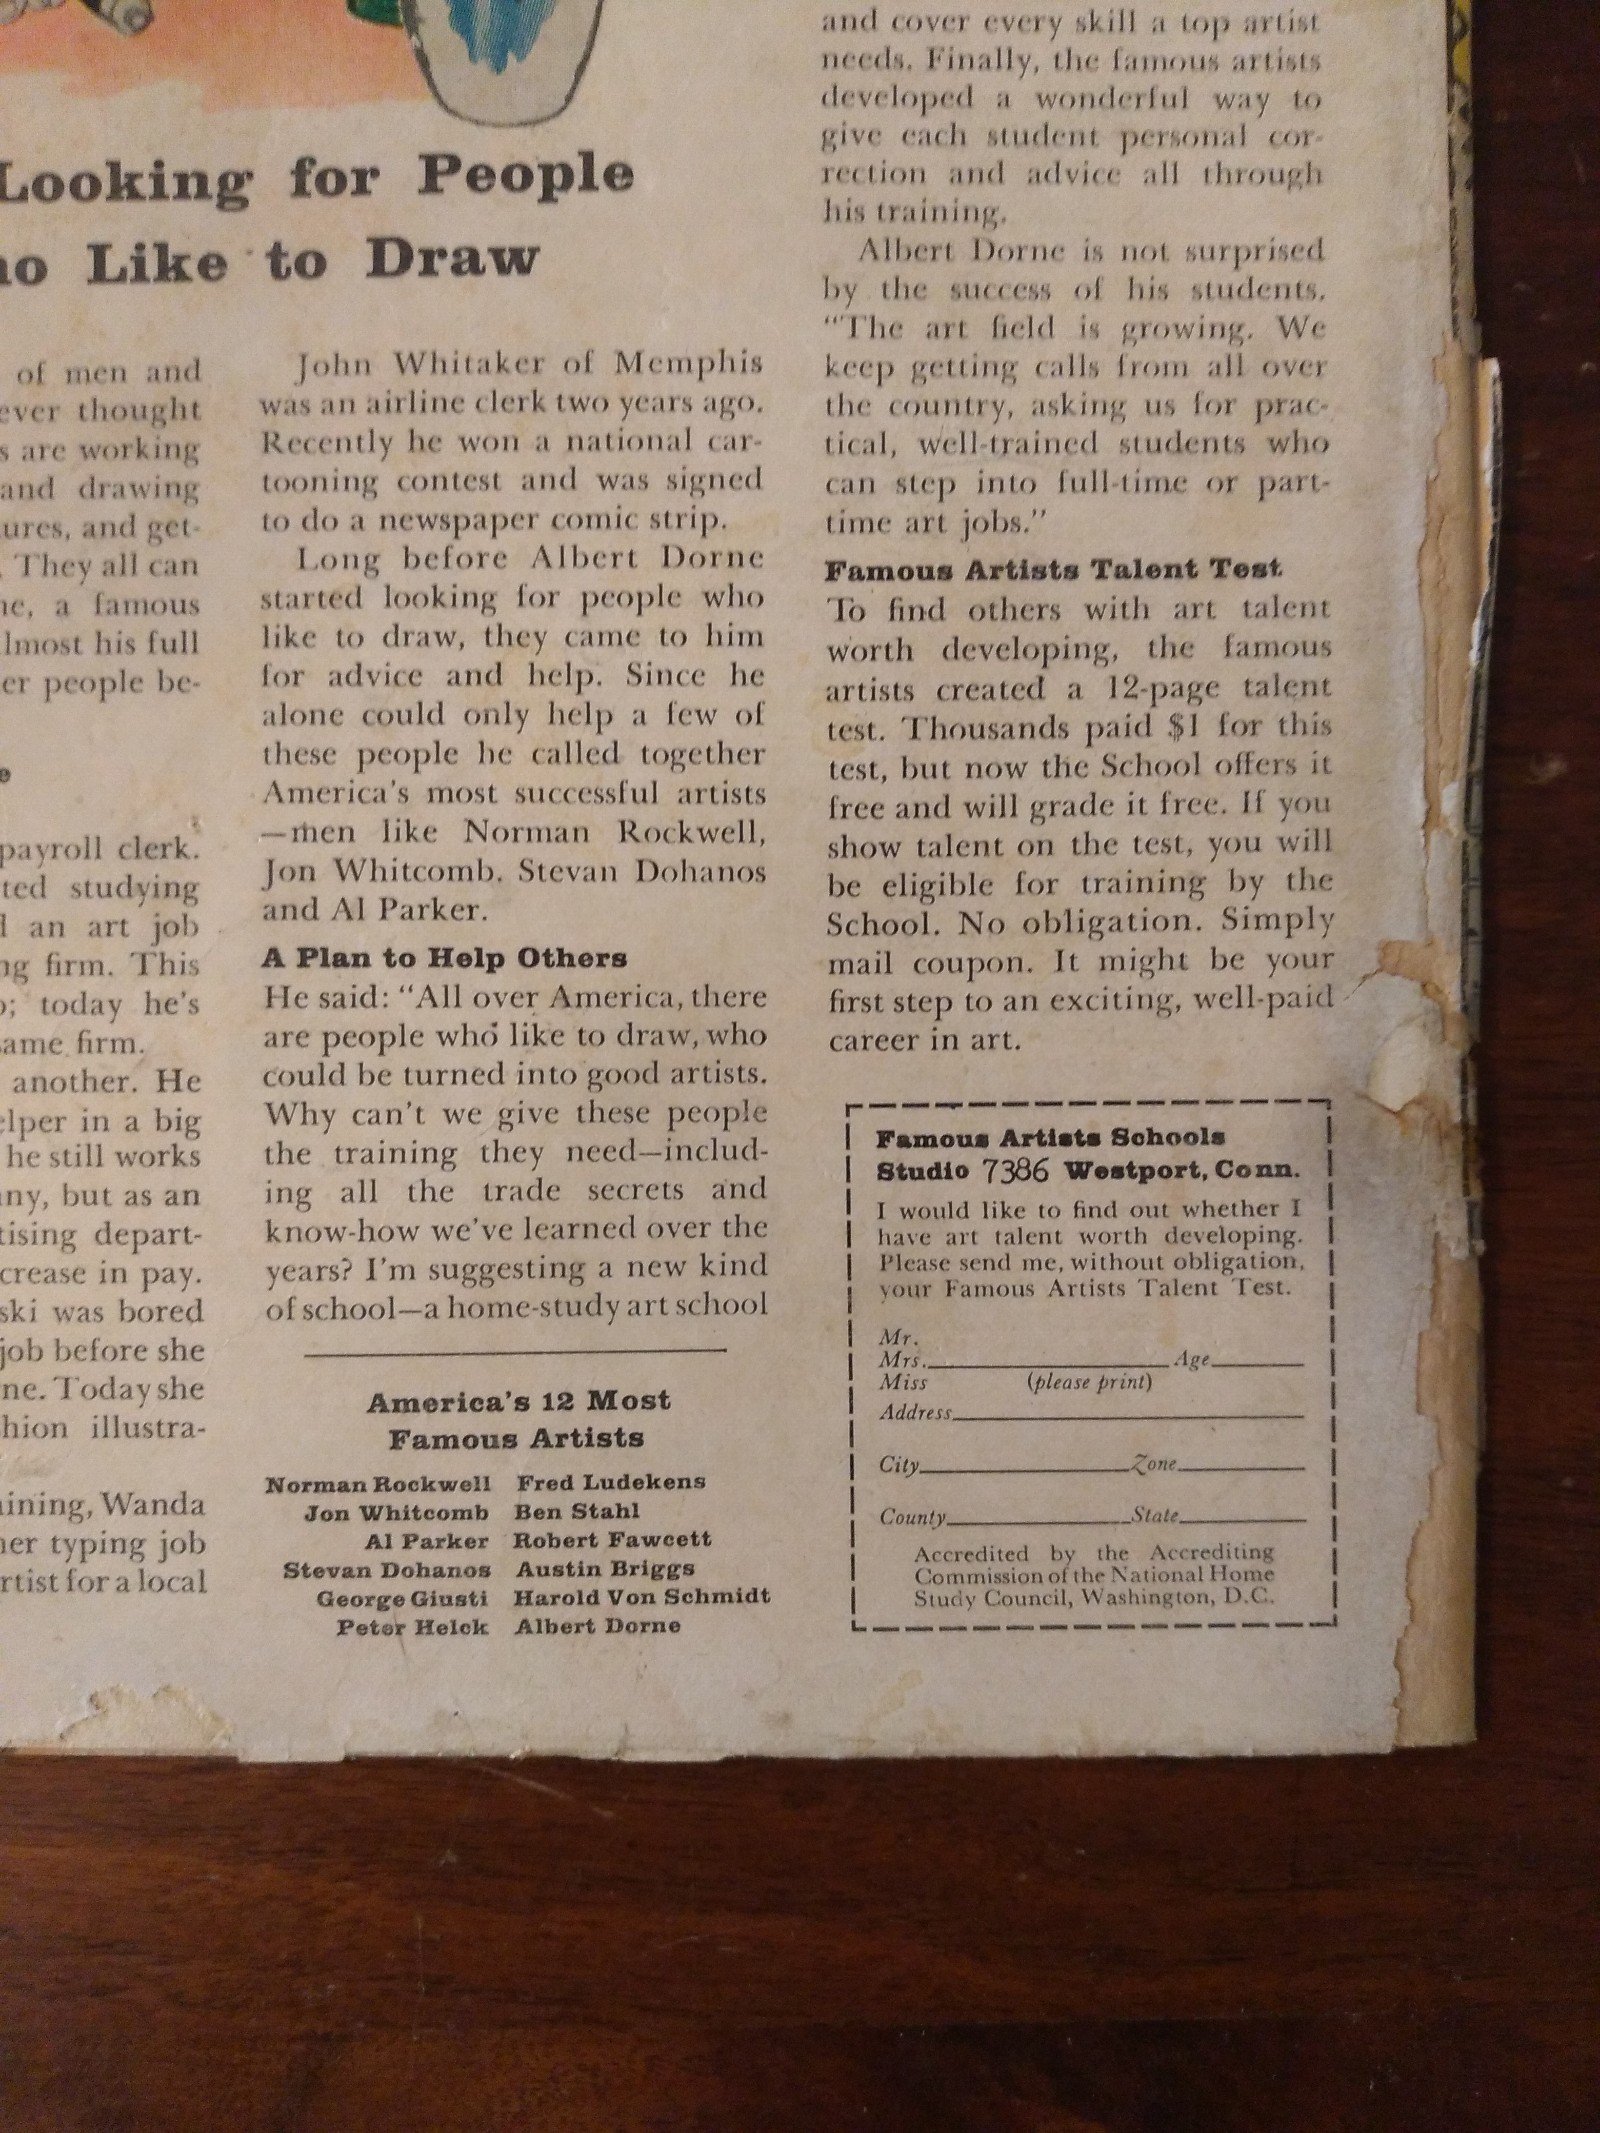 Looking for People
Like to Draw
of men and
ever thought
are working
and drawing
ures, and get-
They all can
a famous
lmost his full
er people be-
payroll clerk.
ted studying
an art job
ng firm. This
today he's
ame firm.
another. He
elper in a big
he still works
any, but as an
tising depart-
crease in pay.
ski was bored
job before she
ne. Today she
hion illustra-
aining, Wanda
her typing job
rtist for a local
John Whitaker of Memphis
was an airline clerk two years ago.
Recently he won a national car-
tooning contest and was signed
to do a newspaper comic strip.
Long before Albert Dorne
started looking for people who
like to draw, they came to him
for advice and help. Since he
alone could only help a few of
these people he called together
America's most successful artists
—men like Norman Rockwell,
Jon Whitcomb, Stevan Dohanos
and Al Parker.
A Plan to Help Others
He said: "All over America, there
are people who like to draw, who
could be turned into good artists.
Why can't we give these people
the training they need—includ-
ing all the trade secrets and
know-how we've learned over the
years? I'm suggesting a new kind
of school—a home-study art school
America's 12 Most
Famous Artists
Norman Rockwell Fred Ludekens
Jon Whitcomb Ben Stahl
Al Parker Robert Fawcett
Stevan Dohanos Austin Briggs
George Giusti Harold Von Schmidt
Peter Helck Albert Dorne
and cover every skill a top artist
needs. Finally, the famous artists
developed a wonderful way to
give each student personal cor-
rection and advice all through
his training.
Albert Dorne is not surprised
by the success of his students.
"The art field is growing. We
keep getting calls from all over
the country, asking us for prac-
tical, well-trained students who
can step into full-time or part-
time art jobs."
Famous Artists Talent Test
To find others with art talent
worth developing, the famous
artists created a 12-page talent
test. Thousands paid $1 for this
test, but now the School offers it
free and will grade it free. If you
show talent on the test, you will
be eligible for training by the
School. No obligation. Simply
mail coupon. It might be your
first step to an exciting, well-paid
career in art.
Famous Artists Schools
Studio 7386 Westport, Conn.
I would like to find out whether I
have art talent worth developing.
Please send me, without obligation,
your Famous Artists Talent Test.
Mr.
Mrs. Age
Miss (please print)
Address
City Zone
County State
Accredited by the Accrediting
Commission of the National Home
Study Council, Washington, D.C.